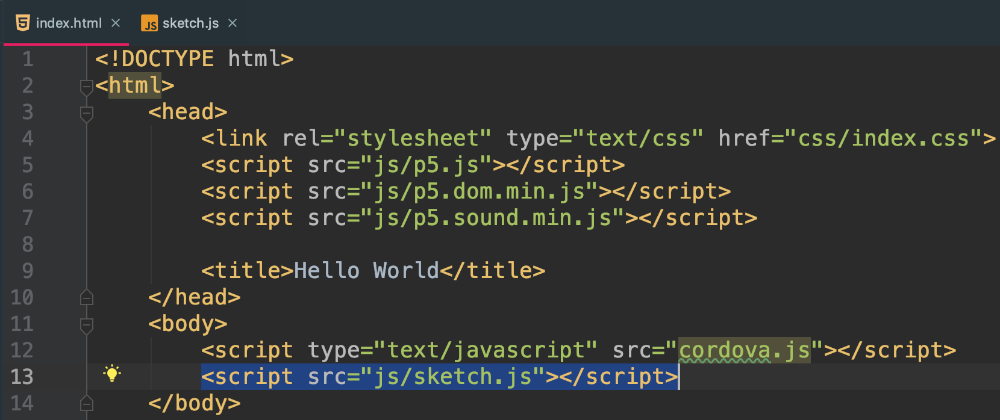 index.html × JS sketch.js ×
1 <!DOCTYPE html>
2 <html>
3 <head>
4 <link rel="stylesheet" type="text/css" href="css/index.css">
5 <script src="js/p5.js"></script>
6 <script src="js/p5.dom.min.js"></script>
7 <script src="js/p5.sound.min.js"></script>
8
9 <title>Hello World</title>
10 </head>
11 <body>
12 <script type="text/javascript" src="cordova.js"></script>
13 <script src="js/sketch.js"></script>
14 </body>